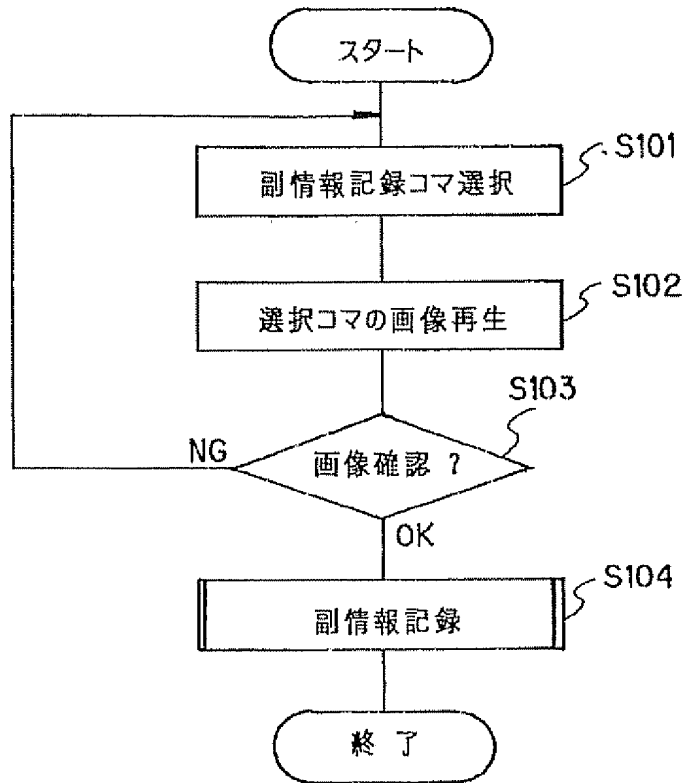 スタート
S101
副情報記録コマ選択
S102
選択コマの画像再生
S103
NG
画像確認 ?
OK
S104
副情報記録
終了